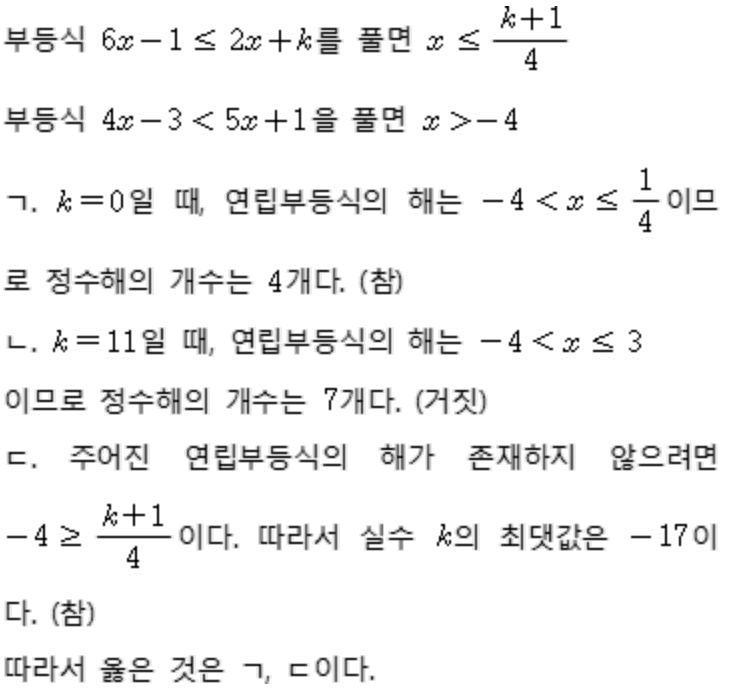 부등식 6x−1 ≤ 2x+k를 풀면 x ≤ (k+1)/4
부등식 4x−3 < 5x+1을 풀면 x >−4
ㄱ. k=0일 때, 연립부등식의 해는 −4 < x ≤ 1/4 이므
로 정수해의 개수는 4개다. (참)
ㄴ. k=11일 때, 연립부등식의 해는 −4 < x ≤ 3
이므로 정수해의 개수는 7개다. (거짓)
ㄷ. 주어진 연립부등식의 해가 존재하지 않으려면
−4 ≥ (k+1)/4 이다. 따라서 실수 k의 최댓값은 −17이
다. (참)
따라서 옳은 것은 ㄱ, ㄷ이다.